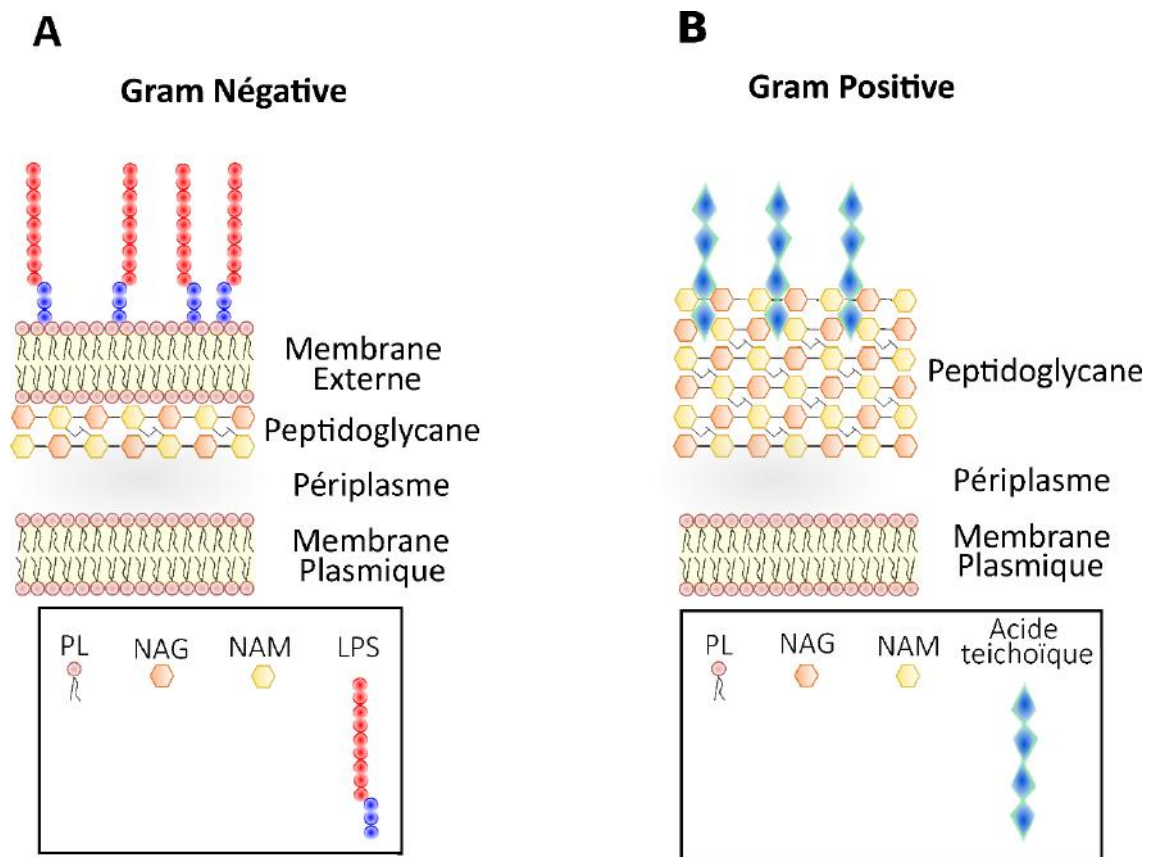 A
Gram Négative
Membrane
Externe
Peptidoglycane
Périplasme
Membrane
Plasmique
PL
NAG
NAM
LPS
B
Gram Positive
Peptidoglycane
Périplasme
Membrane
Plasmique
PL
NAG
NAM
Acide
teichoïque